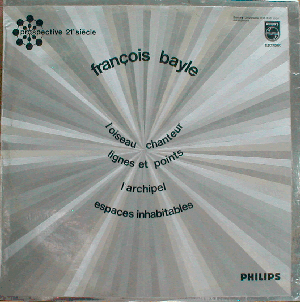 prospective 21e siècle
PHILIPS
françois bayle
l'oiseau chanteur
lignes et points
l'archipel
espaces inhabitables
PHILIPS